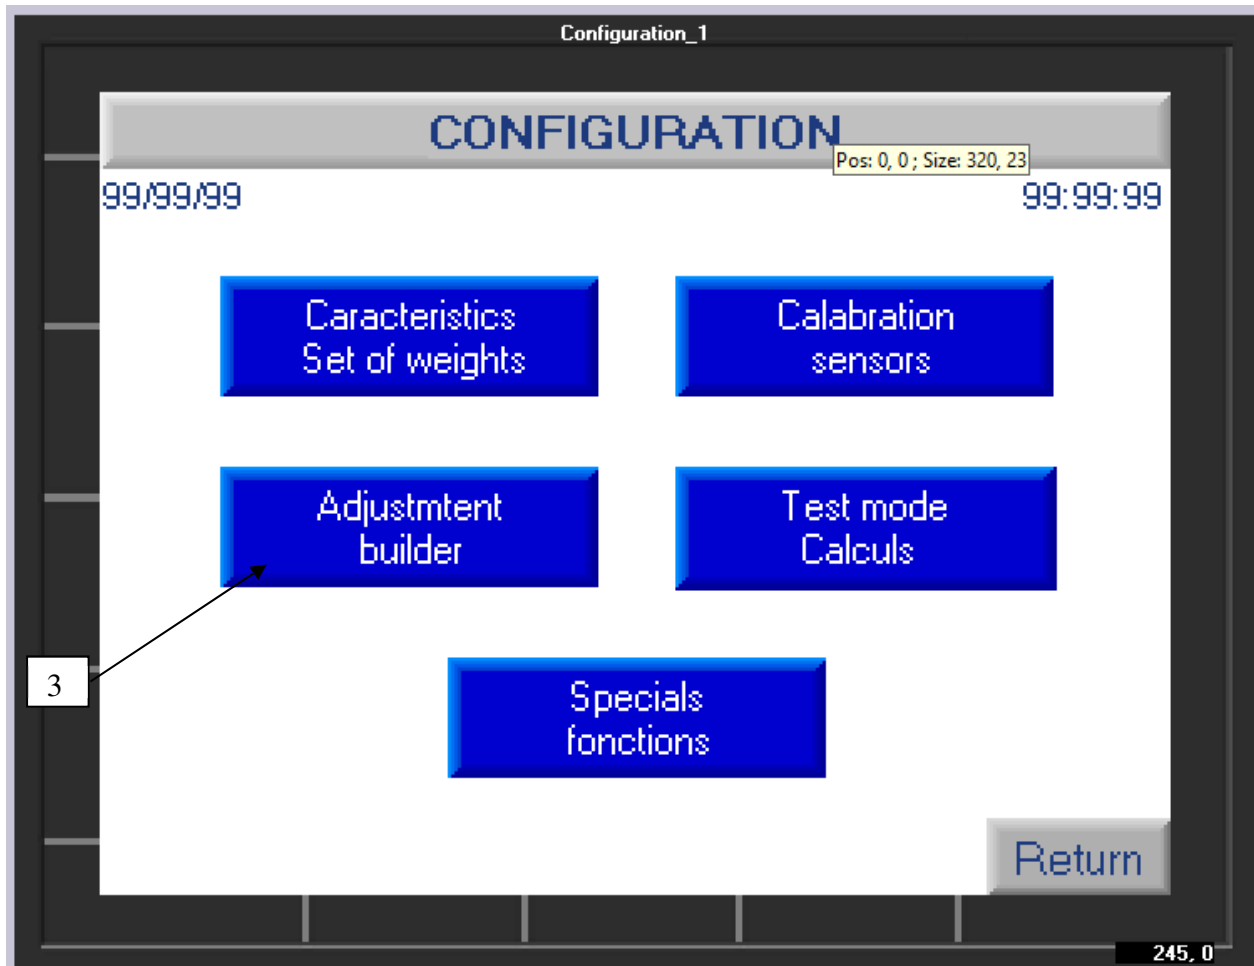 Configuration_1
CONFIGURATION
Pos: 0, 0 ; Size: 320, 23
99/99/99
99:99:99
Caracteristics
Set of weights
Calabration
sensors
Adjustmtent
builder
Test mode
Calculs
3
Specials
fonctions
Return
245, 0